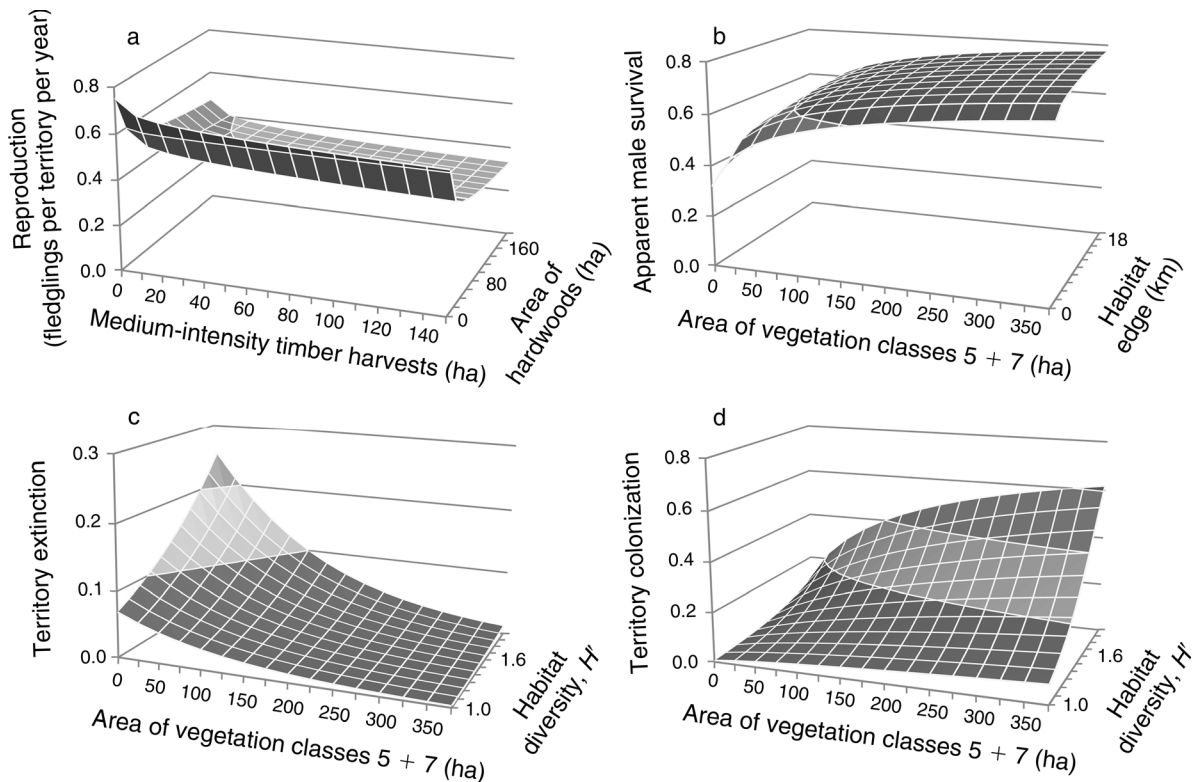 a
Reproduction
(fledglings per territory per year)
0.8
0.6
0.4
0.2
0.0
0
20
40
60
80
100
120
140
Medium-intensity timber harvests (ha)
0
80
160
Area of
hardwoods (ha)
b
Apparent male survival
0.8
0.6
0.4
0.2
0.0
0
50
100
150
200
250
300
350
Area of vegetation classes 5 + 7 (ha)
0
18
Habitat
edge (km)
c
Territory extinction
0.3
0.2
0.1
0.0
0
50
100
150
200
250
300
350
Area of vegetation classes 5 + 7 (ha)
1.0
1.6
Habitat
diversity, H′
d
Territory colonization
0.8
0.6
0.4
0.2
0.0
0
50
100
150
200
250
300
350
Area of vegetation classes 5 + 7 (ha)
1.0
1.6
Habitat
diversity, H′